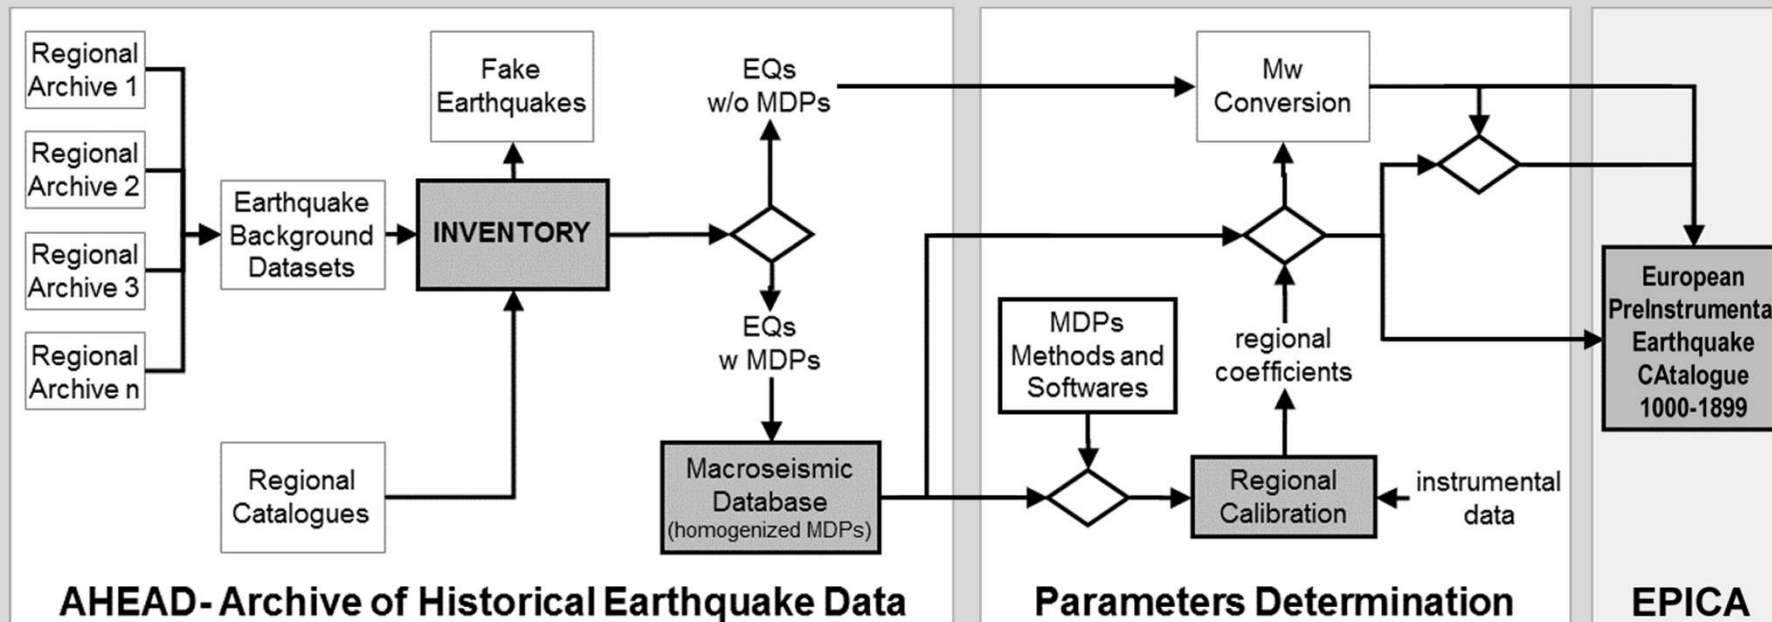 Regional
Archive 1
Regional
Archive 2
Regional
Archive 3
Regional
Archive n
Earthquake
Background
Datasets
Regional
Catalogues
Fake
Earthquakes
INVENTORY
EQs
w/o MDPs
EQs
w MDPs
Macroseismic
Database
(homogenized MDPs)
AHEAD- Archive of Historical Earthquake Data
Mw
Conversion
MDPs
Methods and
Softwares
regional
coefficients
Regional
Calibration
instrumental
data
Parameters Determination
European
PreInstrumenta
Earthquake
CAtalogue
1000-1899
EPICA